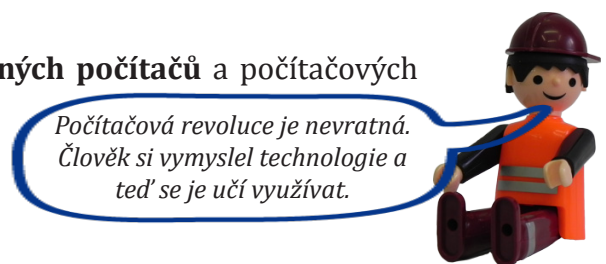 ných počítačů a počítačových
Počítačová revoluce je nevratná.
Člověk si vymyslel technologie a
teď se je učí využívat.